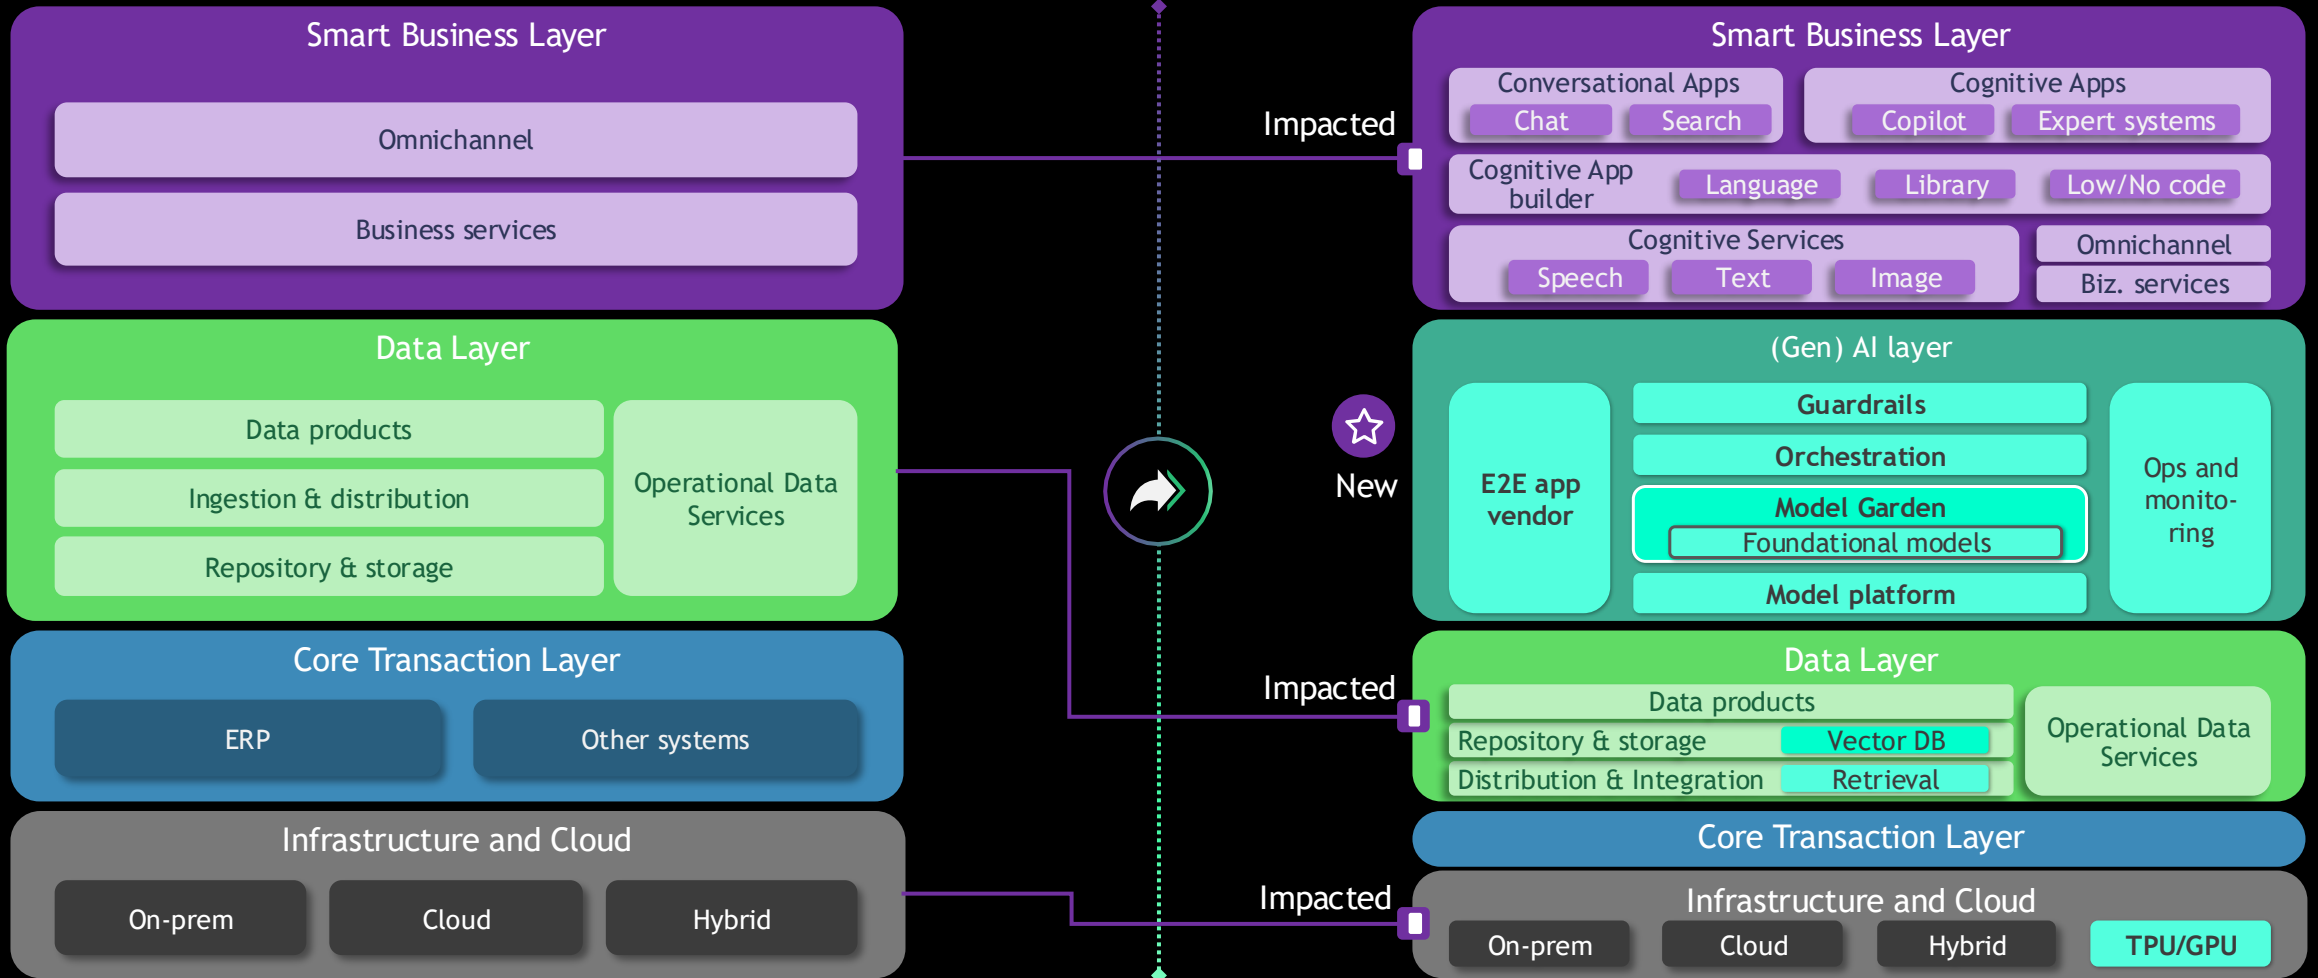 Smart Business Layer
Omnichannel
Business services
Data Layer
Data products
Ingestion & distribution
Repository & storage
Operational Data
Services
Core Transaction Layer
ERP
Other systems
Infrastructure and Cloud
On-prem
Cloud
Hybrid
Impacted
New
Impacted
Impacted
Smart Business Layer
Conversational Apps
Chat
Search
Cognitive Apps
Copilot
Expert systems
Cognitive App
builder
Language
Library
Low/No code
Cognitive Services
Speech
Text
Image
Omnichannel
Biz. services
(Gen) AI layer
E2E app
vendor
Guardrails
Orchestration
Model Garden
Foundational models
Model platform
Ops and
monito-
ring
Data Layer
Data products
Repository & storage
Vector DB
Distribution & Integration
Retrieval
Operational Data
Services
Core Transaction Layer
Infrastructure and Cloud
On-prem
Cloud
Hybrid
TPU/GPU